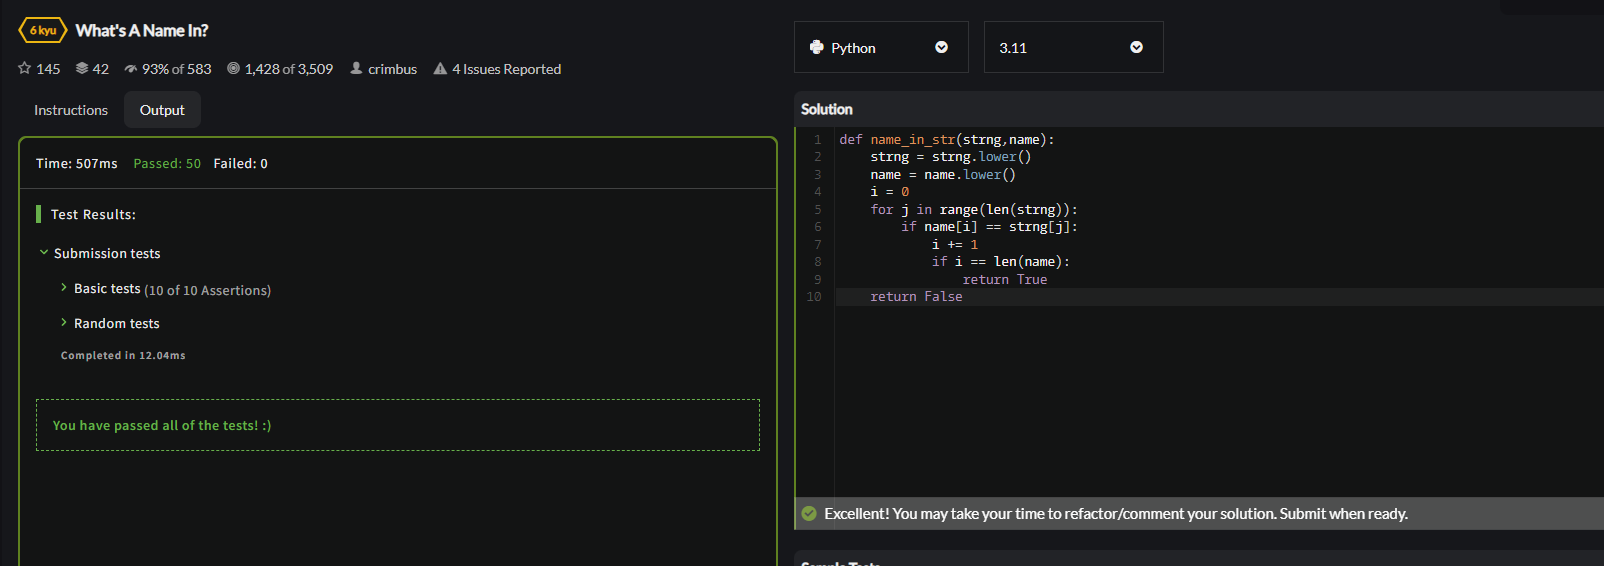 6 kyu What's A Name In?
145 42 93% of 583 1,428 of 3,509 crimbus 4 Issues Reported
Instructions Output
Time: 507ms Passed: 50 Failed: 0
Test Results:
Submission tests
Basic tests (10 of 10 Assertions)
Random tests
Completed in 12.04ms
You have passed all of the tests! :)
Python 3.11
Solution
1 def name_in_str(strng,name):
2     strng = strng.lower()
3     name = name.lower()
4     i = 0
5     for j in range(len(strng)):
6         if name[i] == strng[j]:
7             i += 1
8             if i == len(name):
9                 return True
10     return False
Excellent! You may take your time to refactor/comment your solution. Submit when ready.
Sample Tests